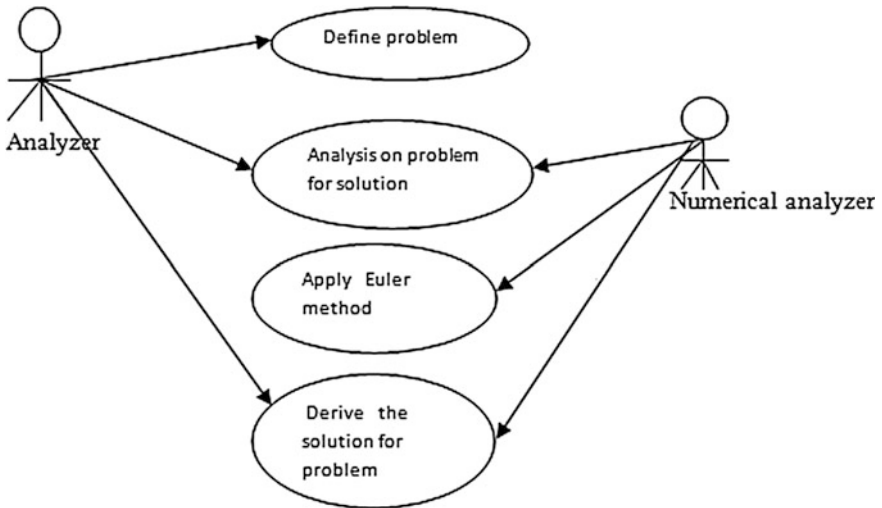 Define problem
Analyzer
Analysis on problem
for solution
Numerical analyzer
Apply Euler
method
Derive the
solution for
problem